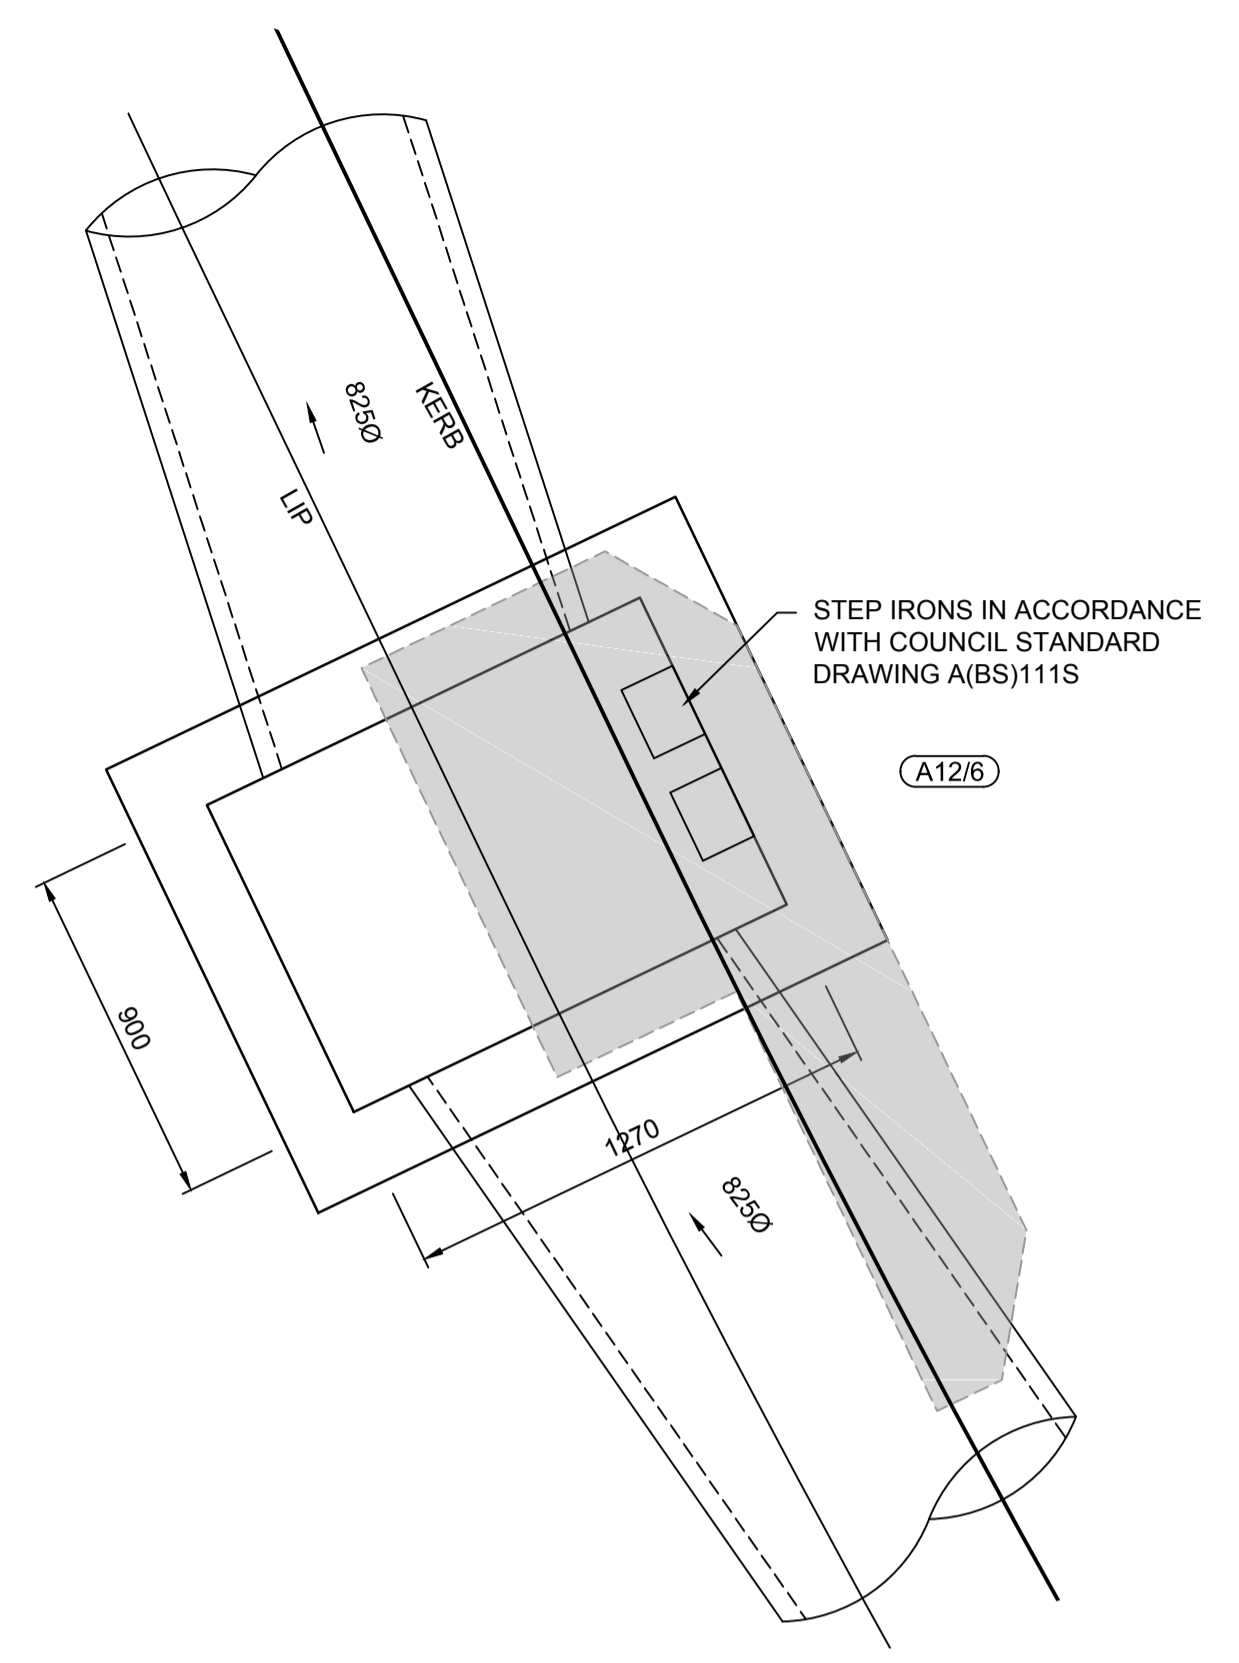 825Ø
KERB
LIP
STEP IRONS IN ACCORDANCE
WITH COUNCIL STANDARD
DRAWING A(BS)111S
A12/6
900
1270
825Ø